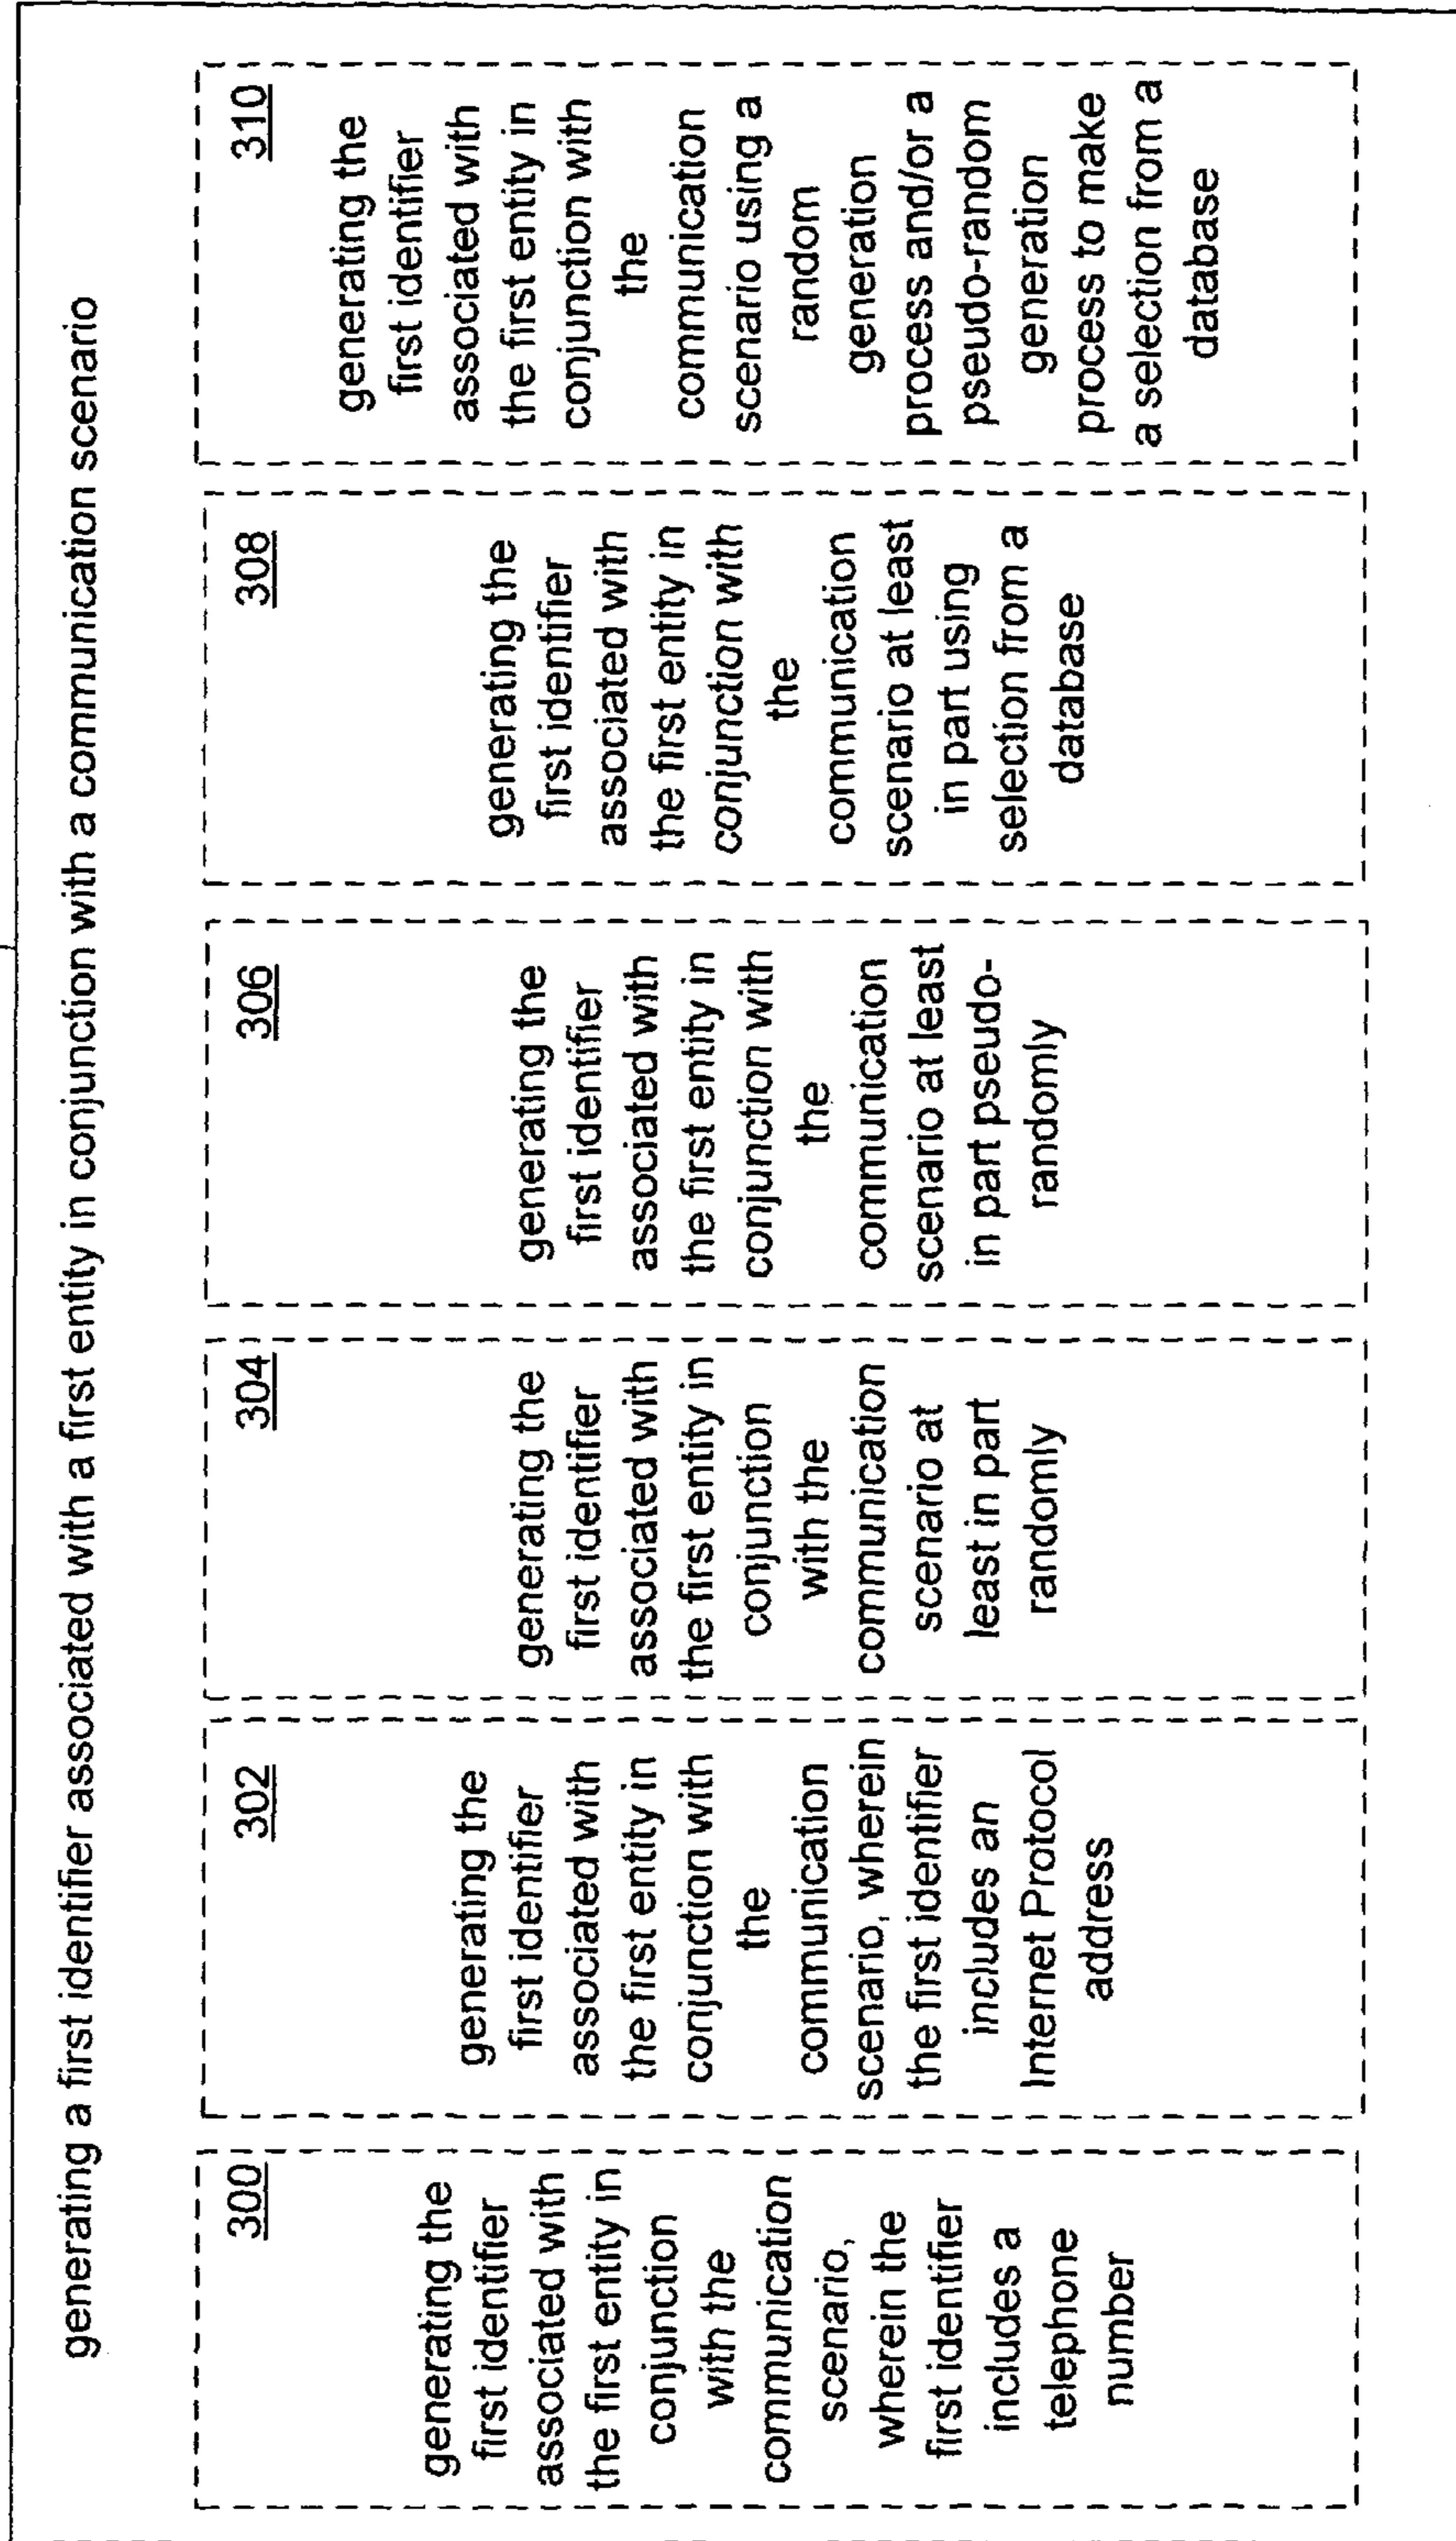 generating a first identifier associated with a first entity in conjunction with a communication scenario
300
generating the
first identifier
associated with
the first entity in
conjunction
with the
communication
scenario,
wherein the
first identifier
includes a
telephone
number
302
generating the
first identifier
associated with
the first entity in
conjunction with
the
communication
scenario, wherein
the first identifier
includes an
Internet Protocol
address
304
generating the
first identifier
associated with
the first entity in
conjunction
with the
communication
scenario at
least in part
randomly
306
generating the
first identifier
associated with
the first entity in
conjunction with
the
communication
scenario at least
in part pseudo-
randomly
308
generating the
first identifier
associated with
the first entity in
conjunction with
the
communication
scenario at least
in part using
selection from a
database
310
generating the
first identifier
associated with
the first entity in
conjunction with
the
communication
scenario using a
random
generation
process and/or a
pseudo-random
generation
process to make
a selection from a
database